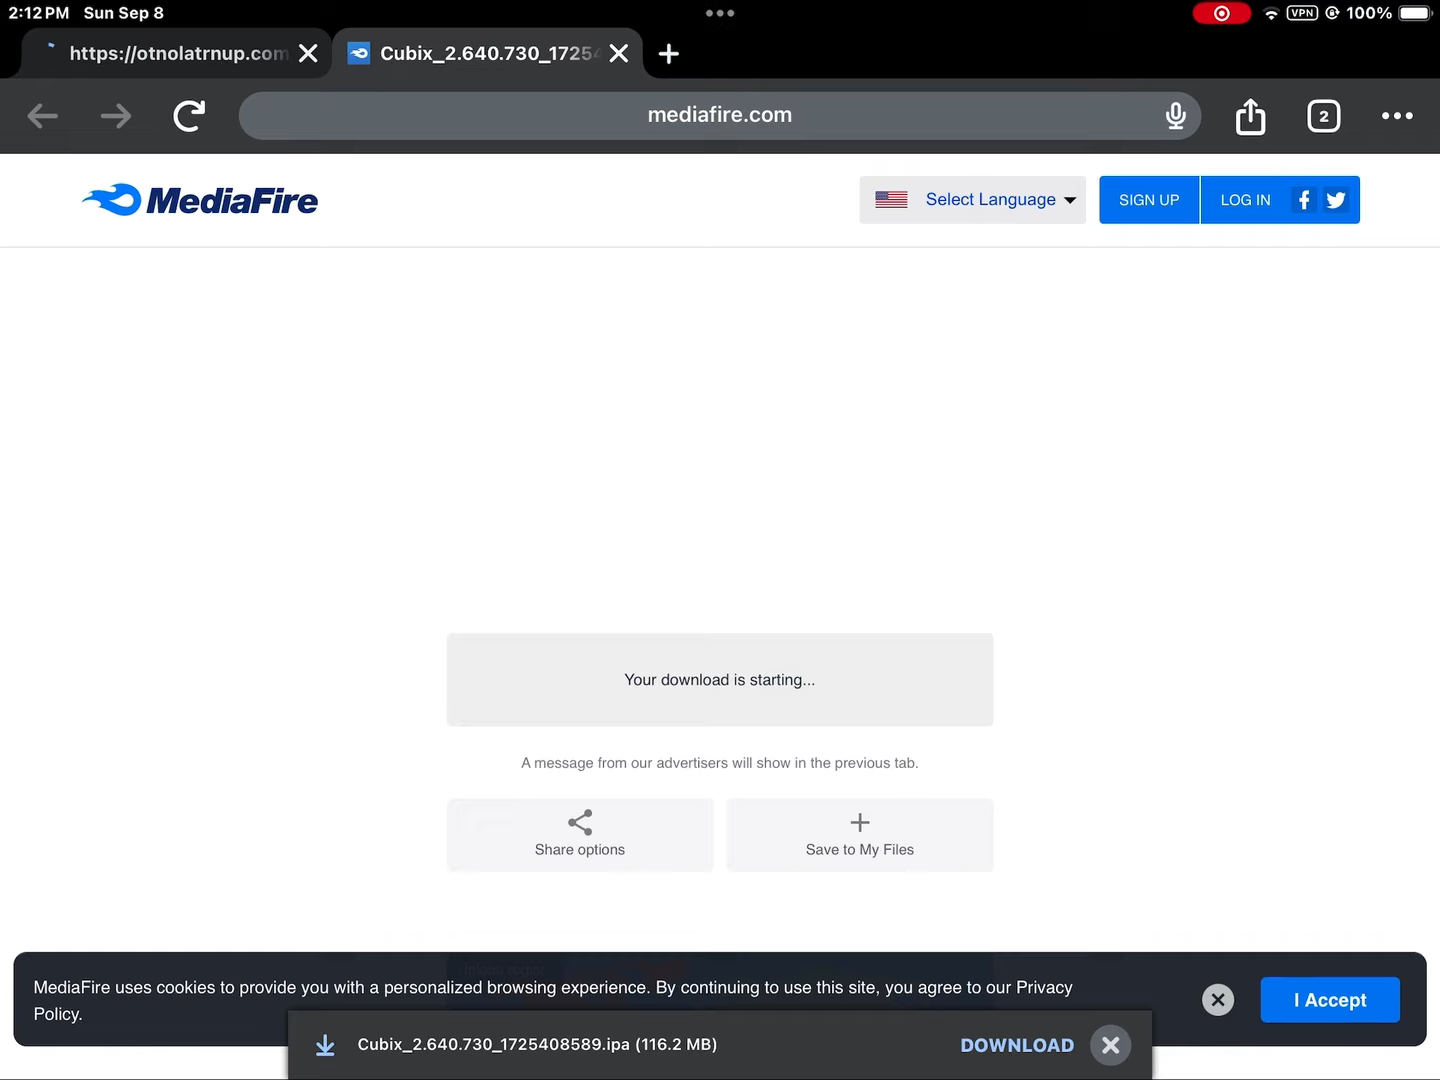 2:12 PM Sun Sep 8
VPN 100%
https://otnolatrnup.com
Cubix_2.640.730_1725
mediafire.com
2
MediaFire
Select Language
SIGN UP
LOG IN
Your download is starting...
A message from our advertisers will show in the previous tab.
Share options
Save to My Files
MediaFire uses cookies to provide you with a personalized browsing experience. By continuing to use this site, you agree to our Privacy
Policy.
I Accept
Cubix_2.640.730_1725408589.ipa (116.2 MB)
DOWNLOAD